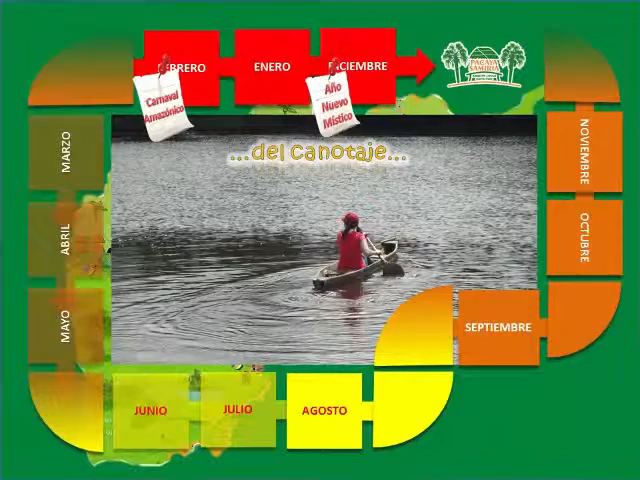 FEBRERO
ENERO
DICIEMBRE
Carnaval
Amazónico
Año
Nuevo
Místico
PAGAYA
SAMIRIA
MARZO
...del canotaje...
NOVIEMBRE
ABRIL
OCTUBRE
MAYO
SEPTIEMBRE
JUNIO
JULIO
AGOSTO